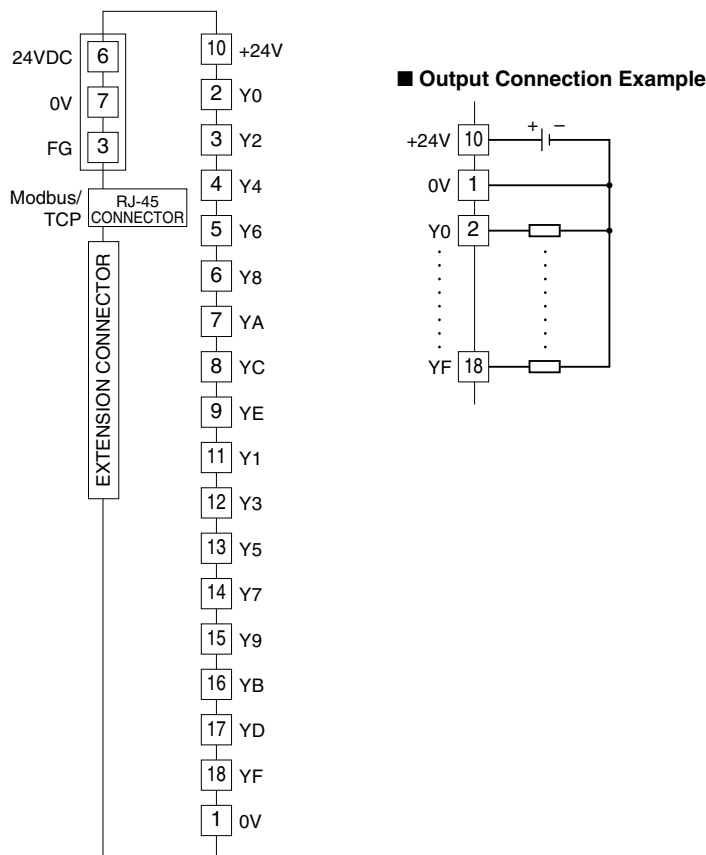 24VDC 6
0V 7
FG 3
Modbus/
TCP
RJ-45
CONNECTOR
EXTENSION CONNECTOR
10 +24V
2 Y0
3 Y2
4 Y4
5 Y6
6 Y8
7 YA
8 YC
9 YE
11 Y1
12 Y3
13 Y5
14 Y7
15 Y9
16 YB
17 YD
18 YF
1 0V
■ Output Connection Example
+24V 10 + −
0V 1
Y0 2
YF 18